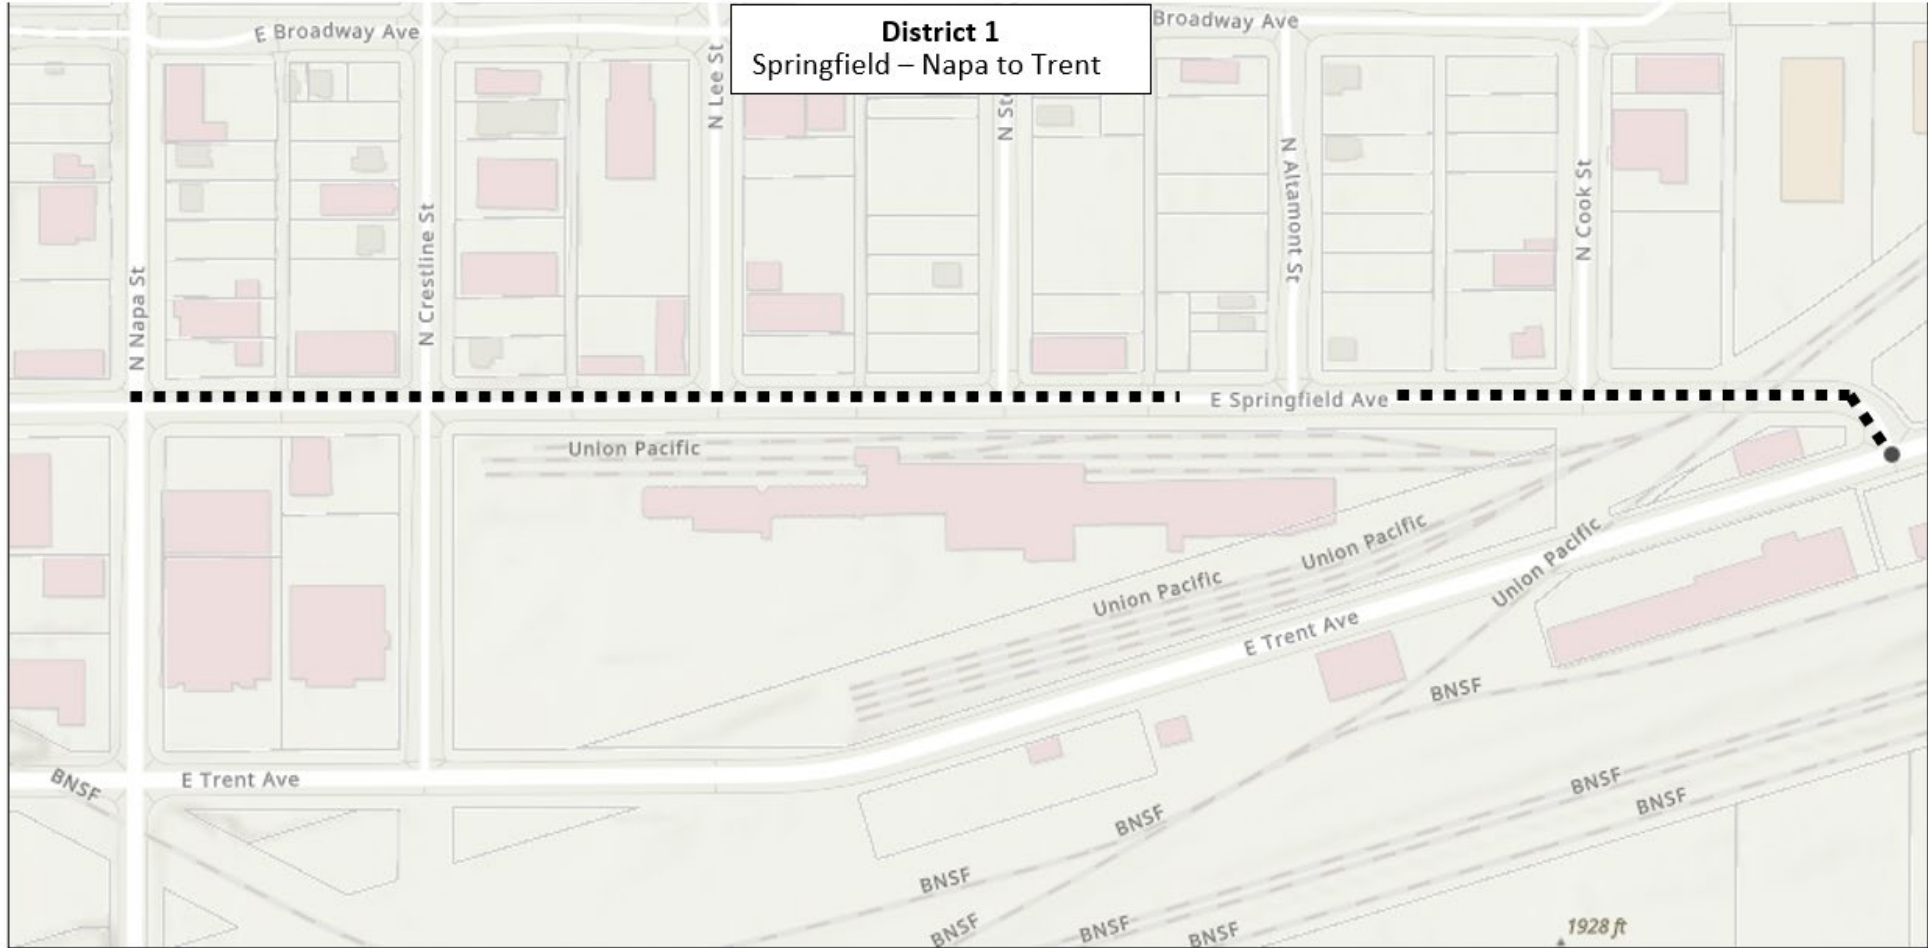 District 1
Springfield – Napa to Trent
E Broadway Ave
Broadway Ave
N Napa St
N Crestline St
N Lee St
N Altamont St
N Cook St
E Springfield Ave
Union Pacific
Union Pacific
Union Pacific
Union Pacific
E Trent Ave
E Trent Ave
BNSF
BNSF
BNSF
BNSF
BNSF
BNSF
BNSF
BNSF
BNSF
1928 ft